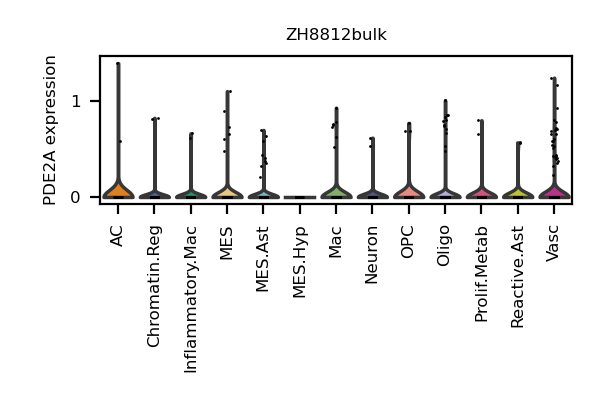 ZH8812bulk
PDE2A expression
1
0
AC
Chromatin.Reg
Inflammatory.Mac
MES
MES.Ast
MES.Hyp
Mac
Neuron
OPC
Oligo
Prolif.Metab
Reactive.Ast
Vasc